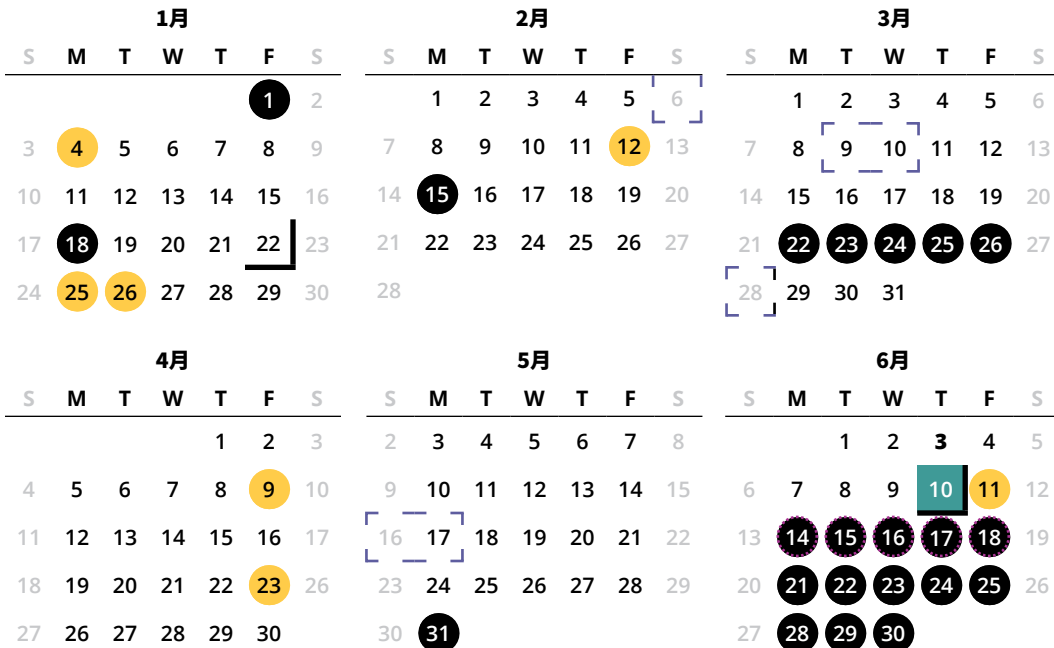 1月
S M T W T F S
1 2
3 4 5 6 7 8 9
10 11 12 13 14 15 16
17 18 19 20 21 22 23
24 25 26 27 28 29 30
2月
S M T W T F S
1 2 3 4 5 6
7 8 9 10 11 12 13
14 15 16 17 18 19 20
21 22 23 24 25 26 27
28
3月
S M T W T F S
1 2 3 4 5 6
7 8 9 10 11 12 13
14 15 16 17 18 19 20
21 22 23 24 25 26 27
28 29 30 31
4月
S M T W T F S
1 2 3
4 5 6 7 8 9 10
11 12 13 14 15 16 17
18 19 20 21 22 23 26
27 26 27 28 29 30
5月
S M T W T F S
2 3 4 5 6 7 8
9 10 11 12 13 14 15
16 17 18 19 20 21 22
23 24 25 26 27 28 29
30 31
6月
S M T W T F S
1 2 3 4 5
6 7 8 9 10 11 12
13 14 15 16 17 18 19
20 21 22 23 24 25 26
27 28 29 30